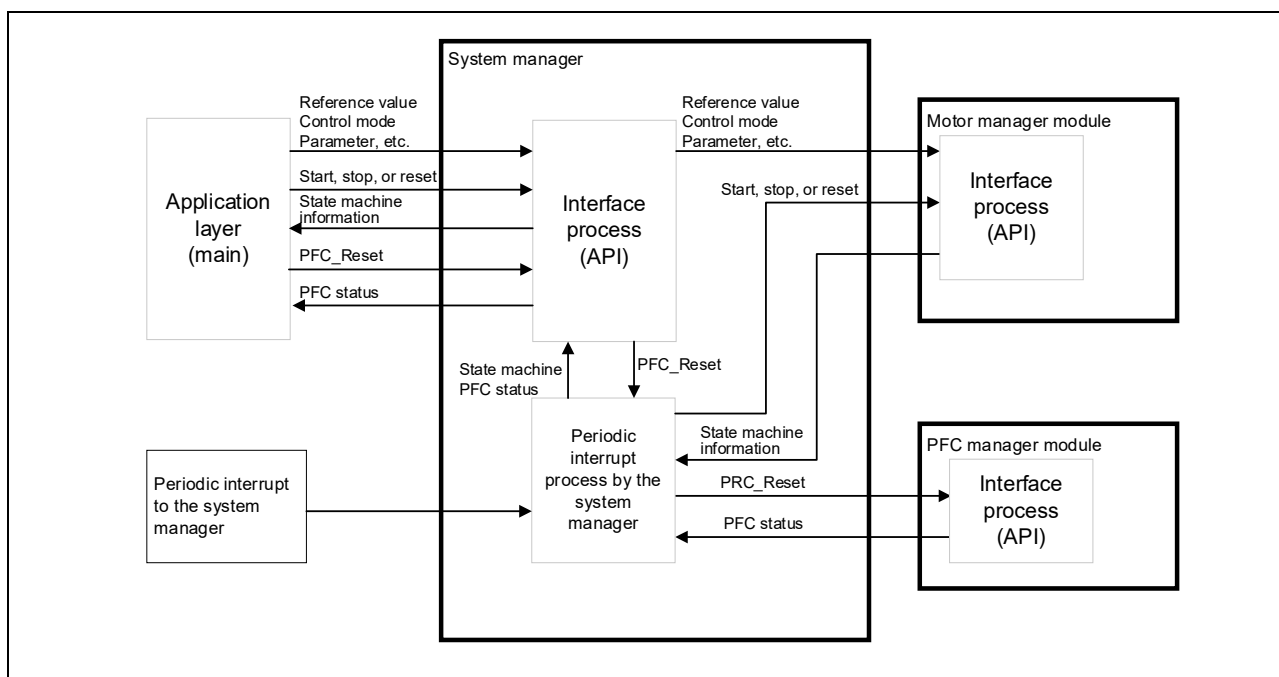 System manager
Reference value
Control mode
Parameter, etc.
Start, stop, or reset
State machine
information
PFC_Reset
PFC status
Application
layer
(main)
Interface
process
(API)
Reference value
Control mode
Parameter, etc.
Start, stop, or reset
Motor manager module
Interface
process
(API)
State machine
PFC status
PFC_Reset
Periodic interrupt
to the system
manager
Periodic
interrupt
process by the
system
manager
State machine
information
PRC_Reset
PFC status
PFC manager module
Interface
process
(API)